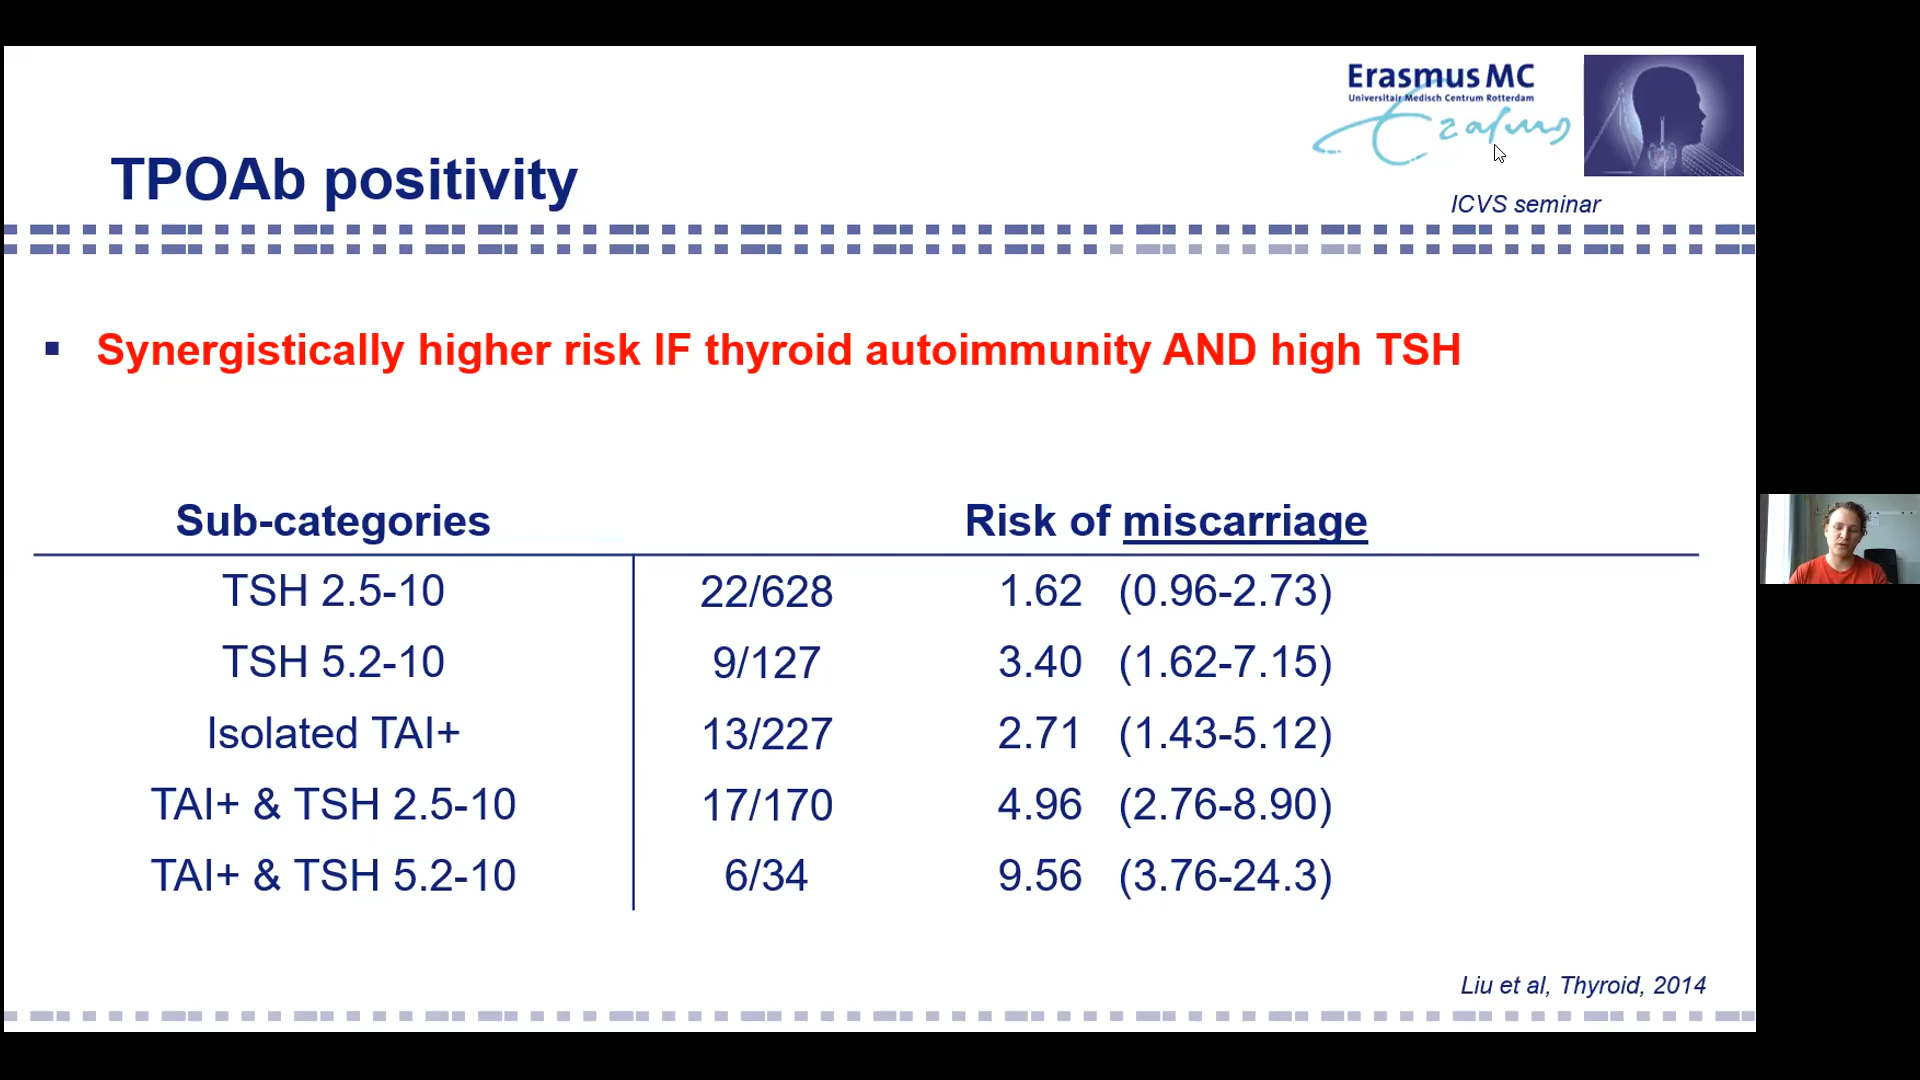 Erasmus MC
Universitair Medisch Centrum Rotterdam
Erasmus
ICVS seminar
TPOAb positivity
Synergistically higher risk IF thyroid autoimmunity AND high TSH
Sub-categories Risk of miscarriage
TSH 2.5-10 22/628 1.62 (0.96-2.73)
TSH 5.2-10 9/127 3.40 (1.62-7.15)
Isolated TAI+ 13/227 2.71 (1.43-5.12)
TAI+ & TSH 2.5-10 17/170 4.96 (2.76-8.90)
TAI+ & TSH 5.2-10 6/34 9.56 (3.76-24.3)
Liu et al, Thyroid, 2014